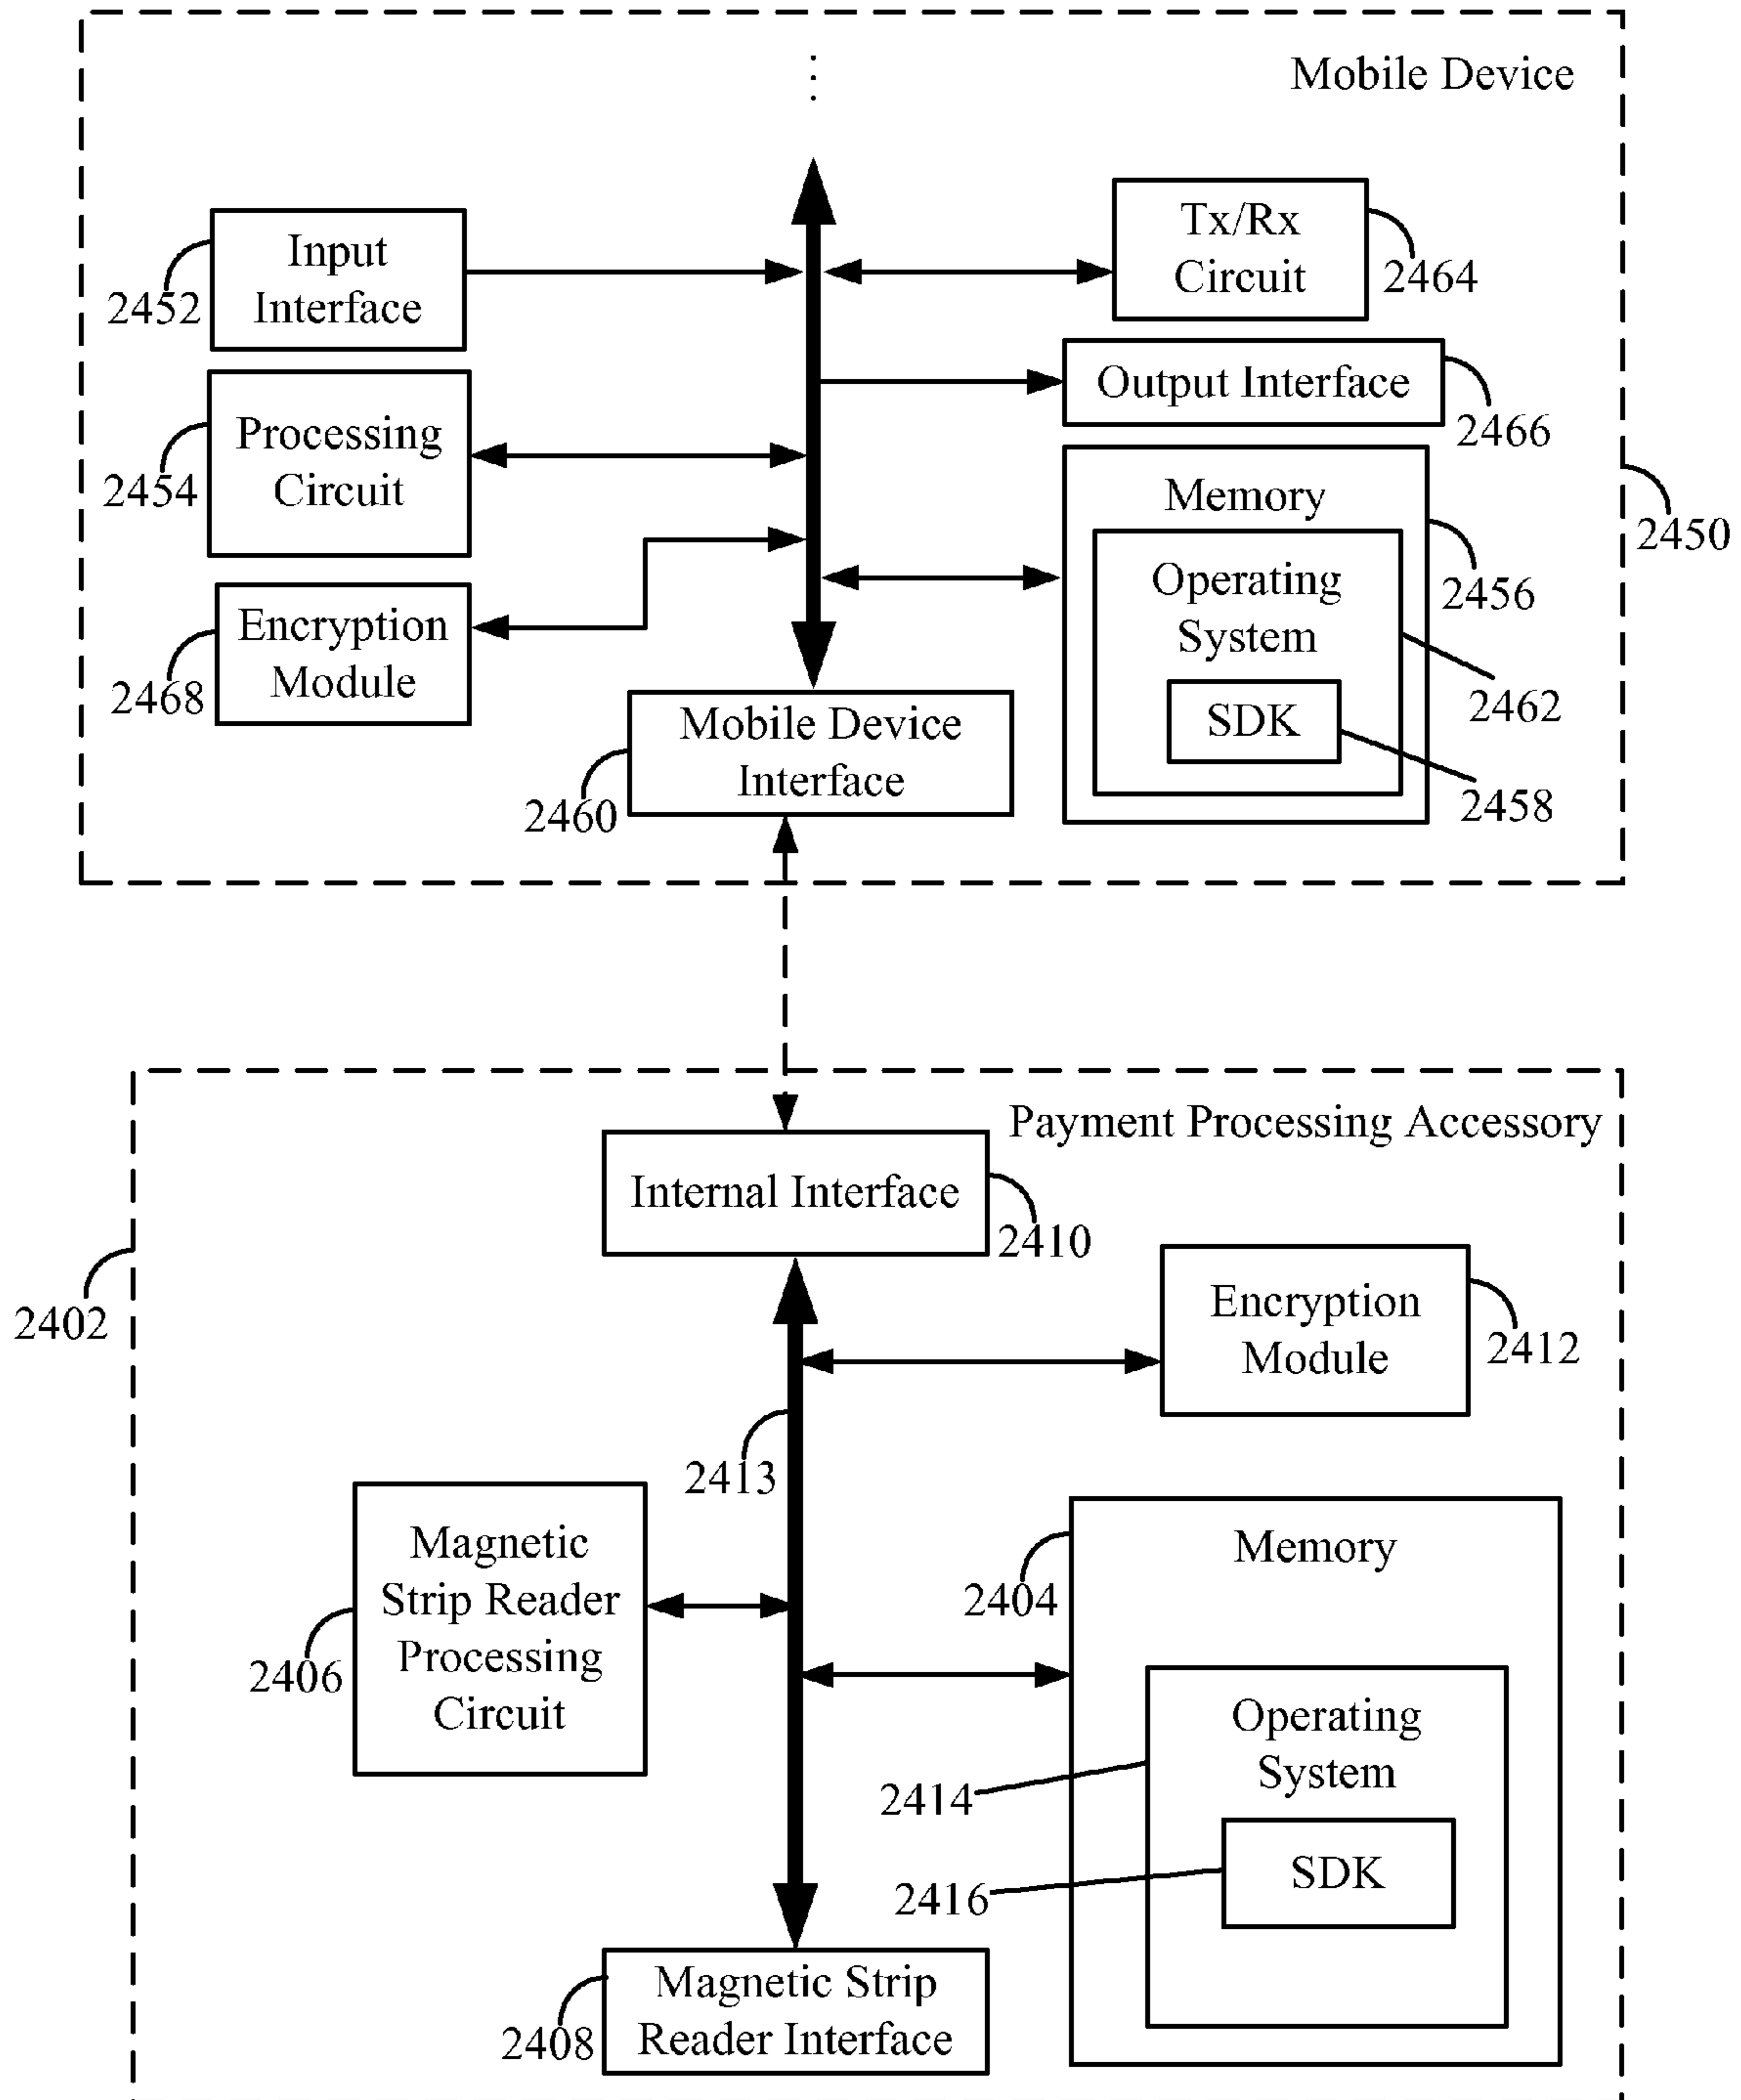 Mobile Device
Input
Interface
2452
Tx/Rx
Circuit
2464
Output Interface
2466
Processing
Circuit
2454
Memory
2456
2450
Operating
System
2462
SDK
2458
Encryption
Module
2468
Mobile Device
Interface
2460
Payment Processing Accessory
Internal Interface
2410
2402
Encryption
Module
2412
2413
Magnetic
Strip Reader
Processing
Circuit
2406
Memory
2404
Operating
System
2414
SDK
2416
Magnetic Strip
Reader Interface
2408